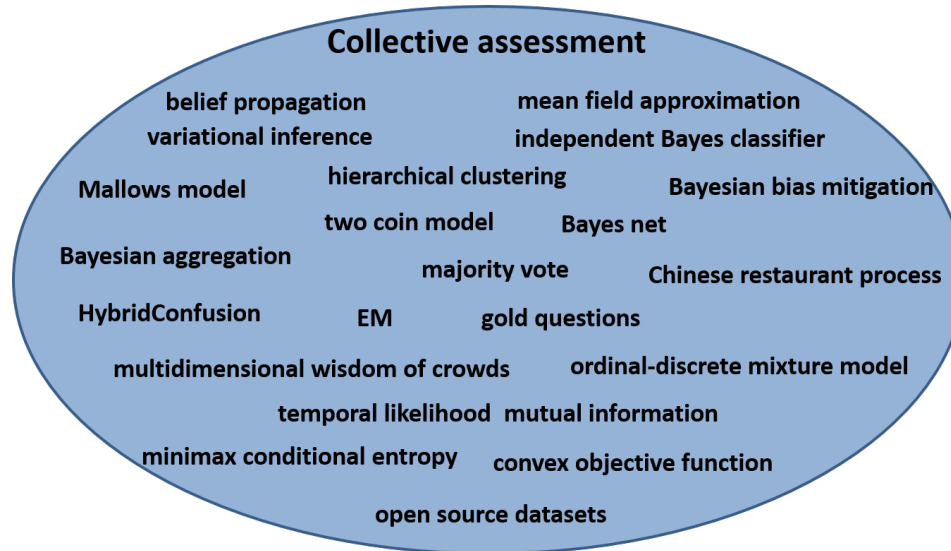 Collective assessment
belief propagation
mean field approximation
variational inference
independent Bayes classifier
Mallows model
hierarchical clustering
Bayesian bias mitigation
two coin model
Bayes net
Bayesian aggregation
majority vote
Chinese restaurant process
HybridConfusion
EM
gold questions
multidimensional wisdom of crowds
ordinal-discrete mixture model
temporal likelihood
mutual information
minimax conditional entropy
convex objective function
open source datasets